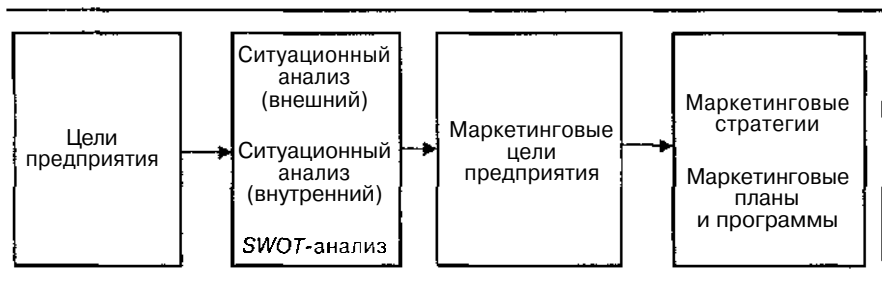 Цели
предприятия
Ситуационный
анализ
(внешний)
Ситуационный
анализ
(внутренний)
SWOT-анализ
Маркетинговые
цели
предприятия
Маркетинговые
стратегии
Маркетинговые
планы
и программы